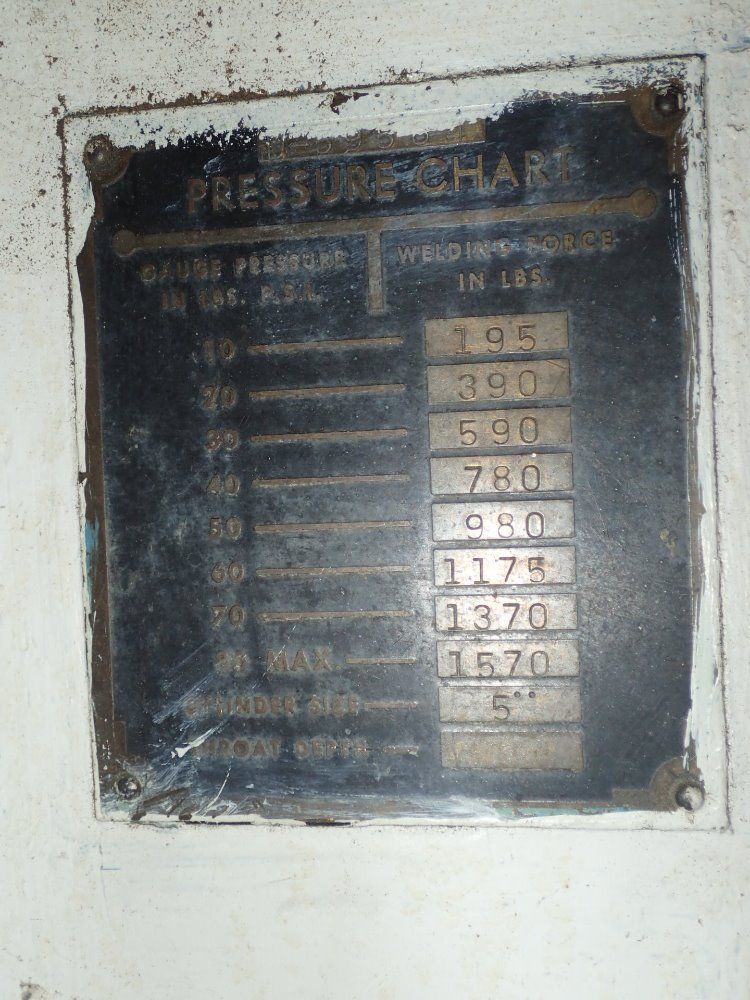 PRESSURE CHART
GAUGE PRESSURE IN LBS. P.S.I.
WELDING FORCE IN LBS.
10 195
20 390
30 590
40 780
50 980
60 1175
70 1370
MAX. 1570
CYLINDER SIZE 5"
THROAT DEPTH